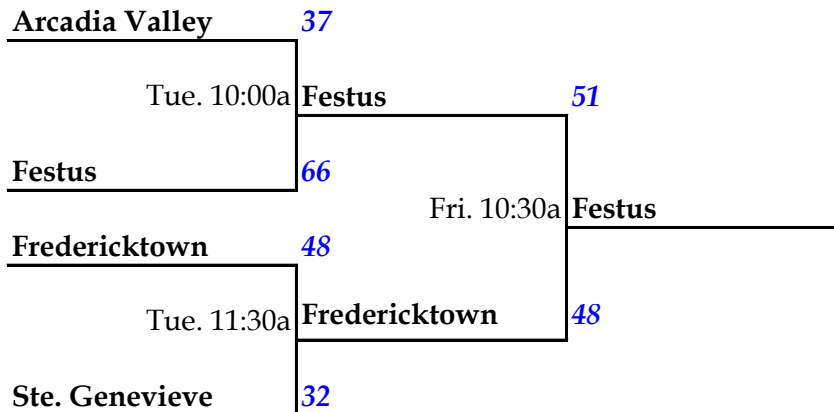 Arcadia Valley 37
Tue. 10:00a Festus 51
Festus 66
Fri. 10:30a Festus
Fredericktown 48
Tue. 11:30a Fredericktown 48
Ste. Genevieve 32